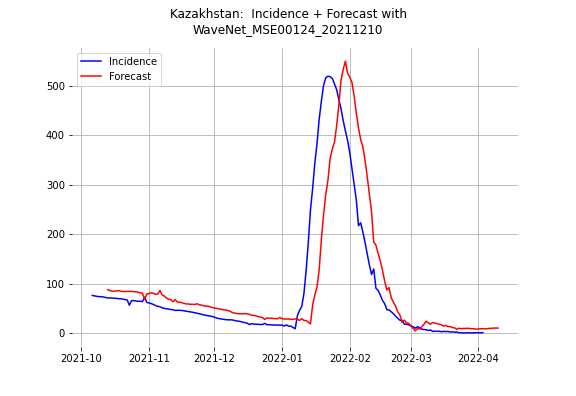 Kazakhstan:  Incidence + Forecast with
WaveNet_MSE00124_20211210
Incidence
Forecast
500
400
300
200
100
0
2021-10 2021-11 2021-12 2022-01 2022-02 2022-03 2022-04